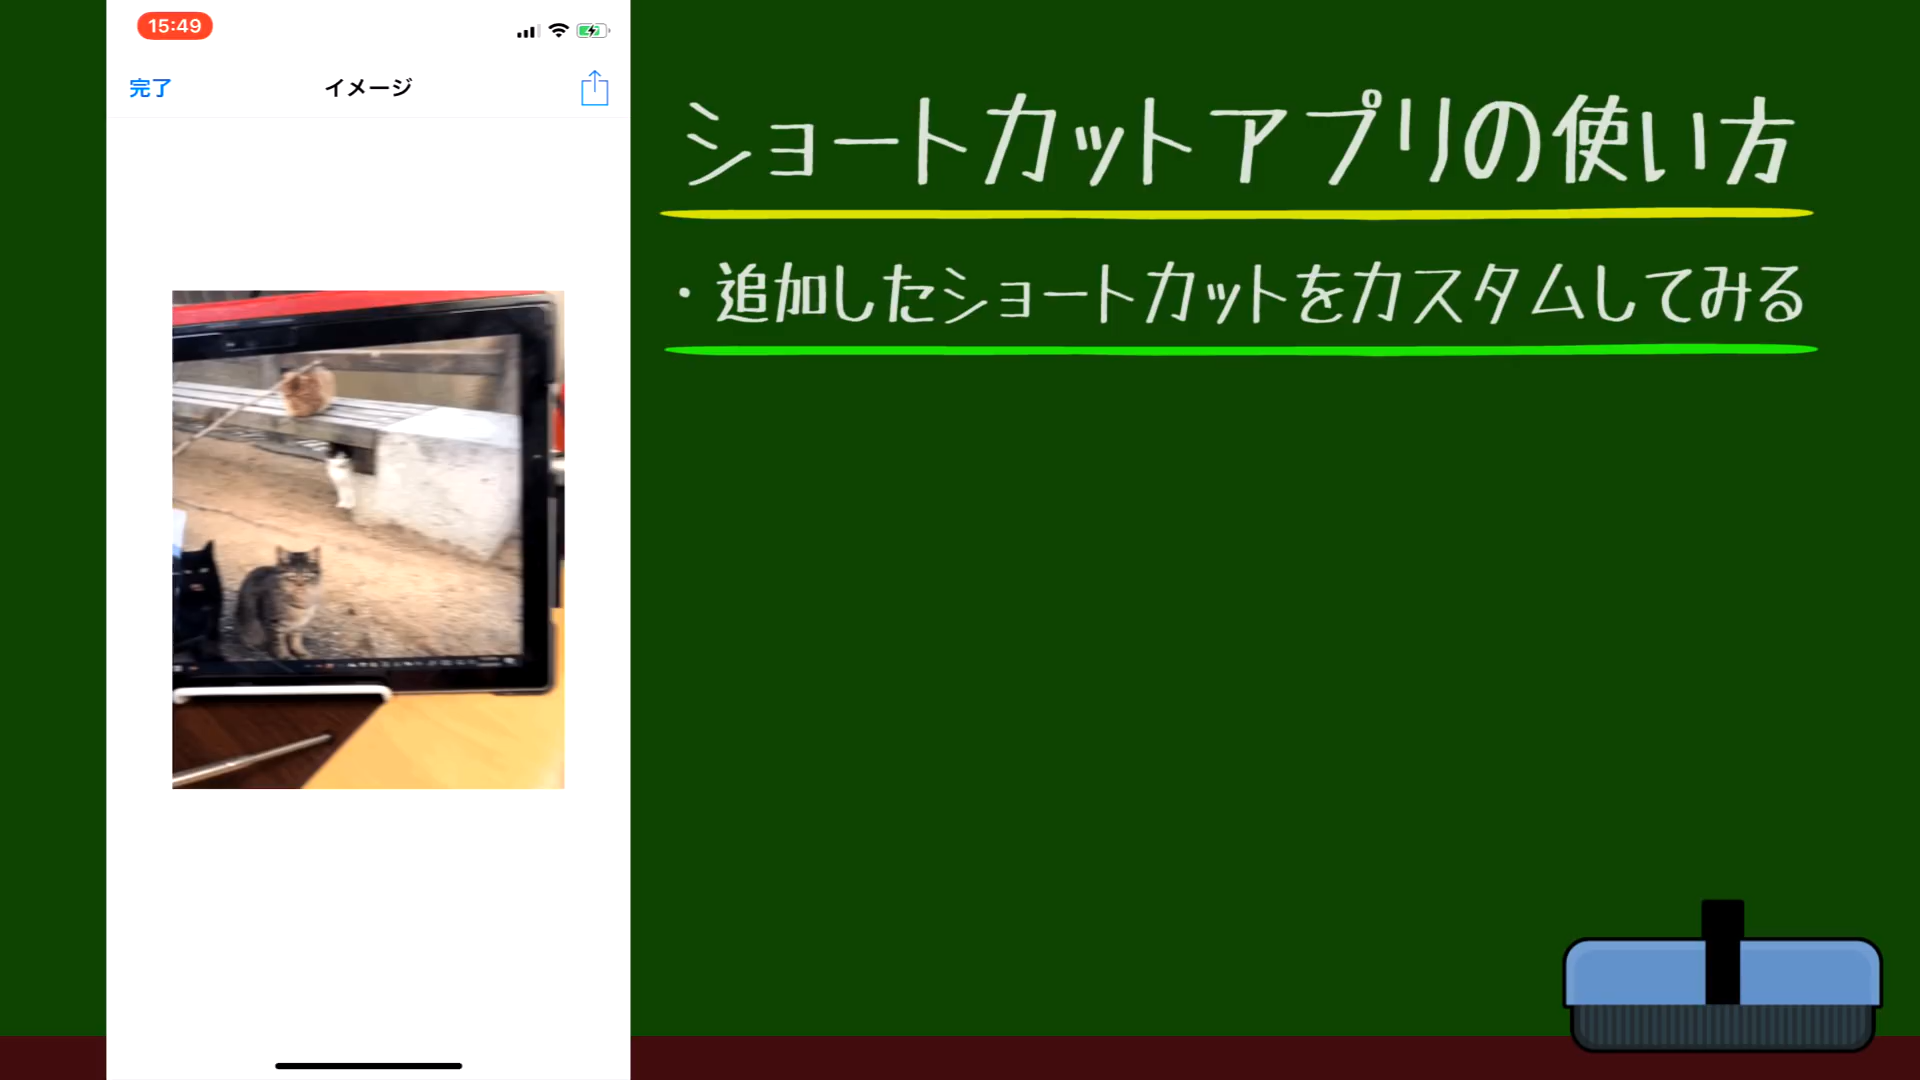 15:49
完了
イメージ
ショートカットアプリの使い方
・追加したショートカットをカスタムしてみる